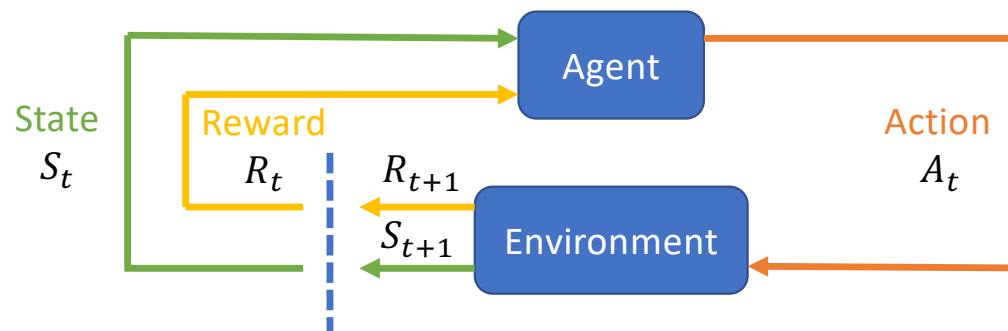 Agent
State
Reward
Action
$S_t$
$R_t$
$R_{t+1}$
$A_t$
$S_{t+1}$
Environment